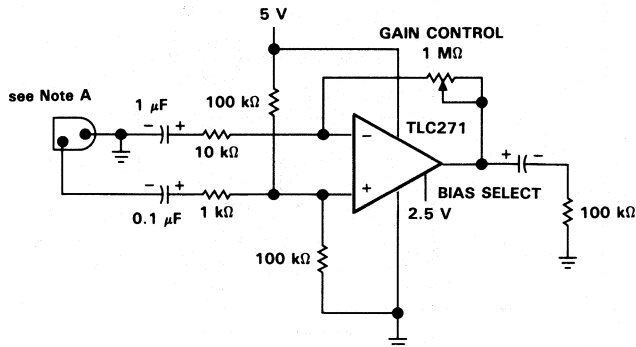 5 V
GAIN CONTROL
1 MΩ
see Note A
1 μF
100 kΩ
TLC271
− +
10 kΩ
−
+ −
− +
+
BIAS SELECT
0.1 μF
1 kΩ
2.5 V
100 kΩ
100 kΩ